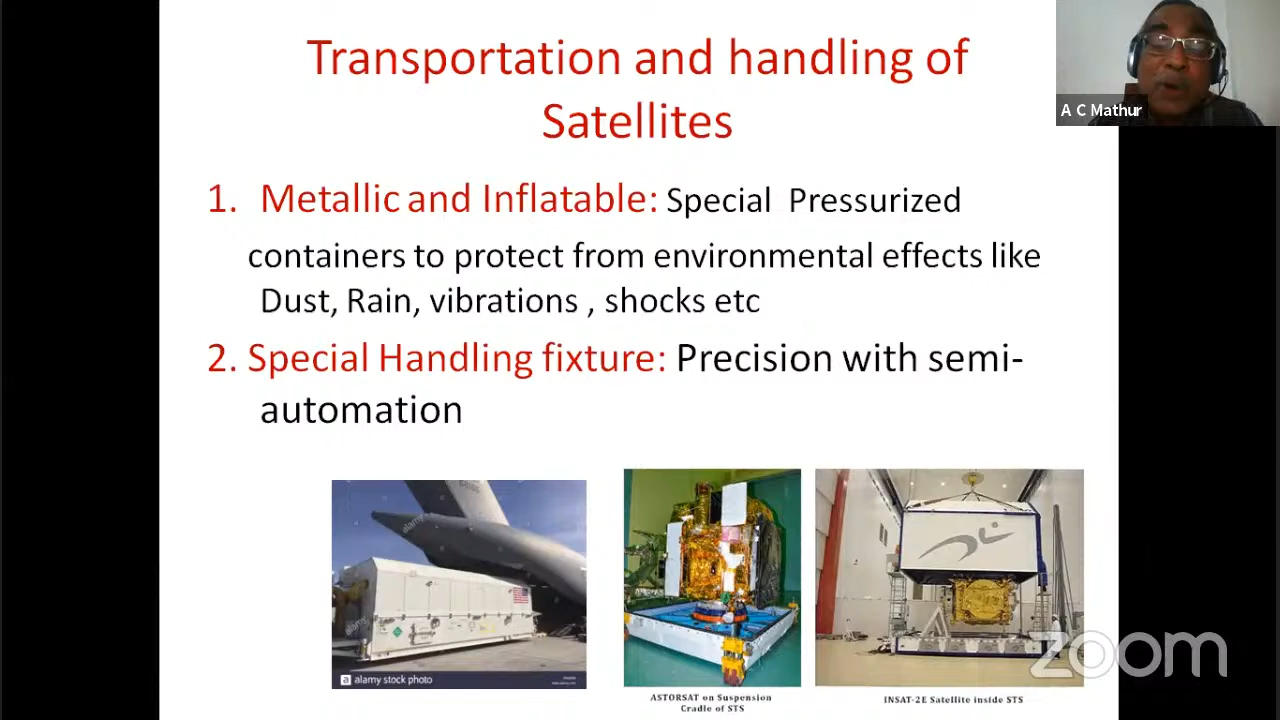 Transportation and handling of
Satellites
A C Mathur
1. Metallic and Inflatable: Special Pressurized
containers to protect from environmental effects like
Dust, Rain, vibrations , shocks etc
2. Special Handling fixture: Precision with semi-
automation
alamy
alamy
a alamy stock photo
ASTORSAT on Suspension
Cradle of STS
INSAT-2E Satellite inside STS
zoom